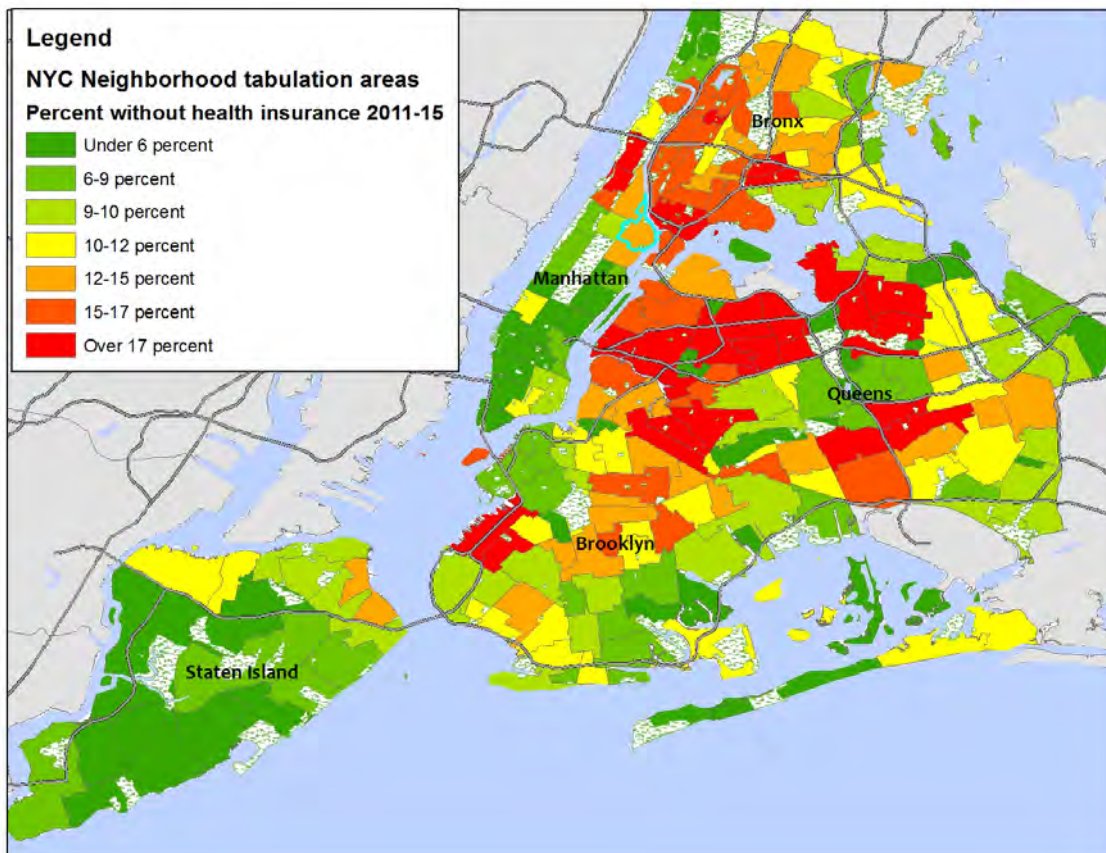 Legend
NYC Neighborhood tabulation areas
Percent without health insurance 2011-15
Under 6 percent
6-9 percent
9-10 percent
10-12 percent
12-15 percent
15-17 percent
Over 17 percent
Bronx
Manhattan
Queens
Brooklyn
Staten Island